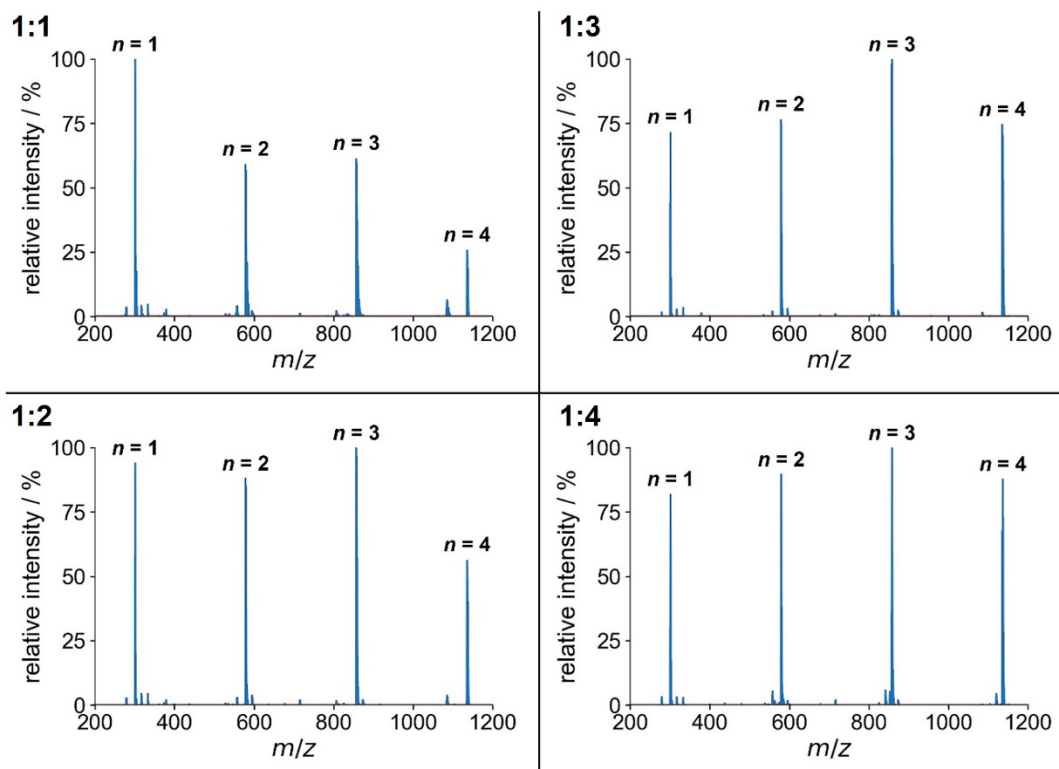 1:1
n = 1
n = 2
n = 3
n = 4
relative intensity / %
100
75
50
25
0
200 400 600 800 1000 1200
m/z
1:3
n = 1
n = 2
n = 3
n = 4
relative intensity / %
100
75
50
25
0
200 400 600 800 1000 1200
m/z
1:2
n = 1
n = 2
n = 3
n = 4
relative intensity / %
100
75
50
25
0
200 400 600 800 1000 1200
m/z
1:4
n = 1
n = 2
n = 3
n = 4
relative intensity / %
100
75
50
25
0
200 400 600 800 1000 1200
m/z